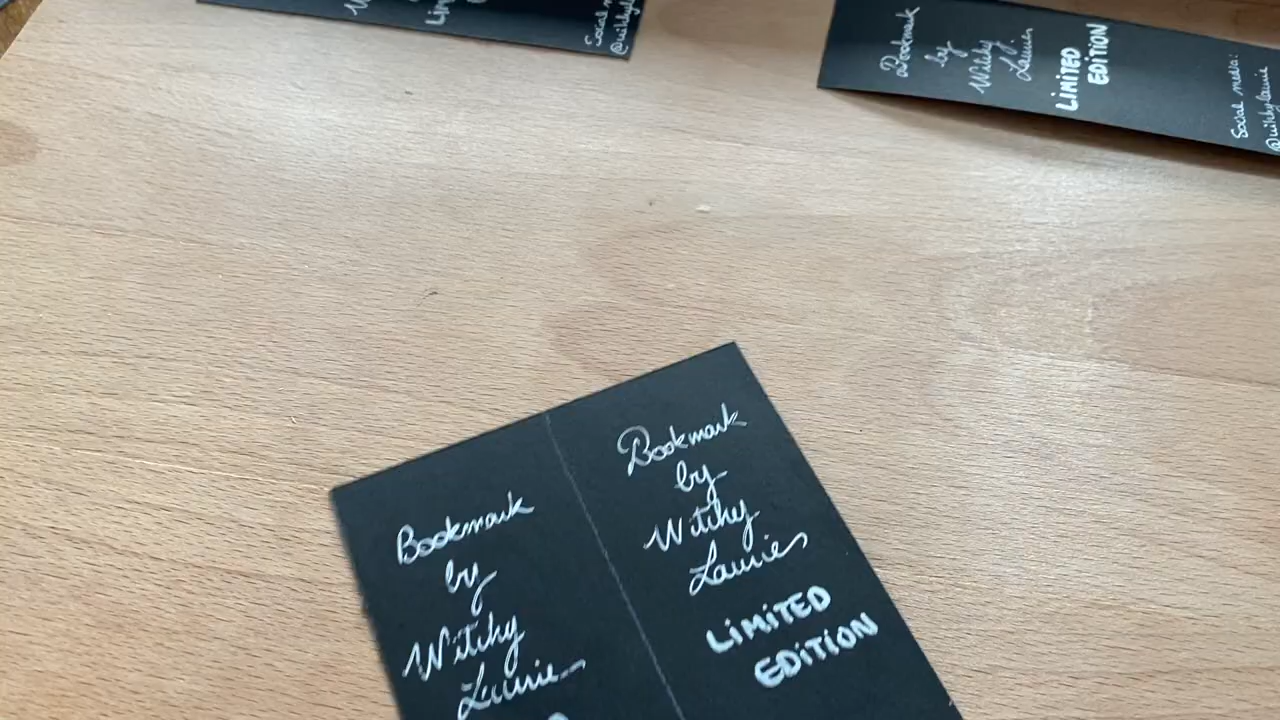 Social
Bookmark
by
Witchy
Laurie
LIMITED
EDITION
Social media:
@witchylaurie
Bookmark
by
Witchy
Laurie
Bookmark
by
Witchy
Laurie
LIMITED
EDITION